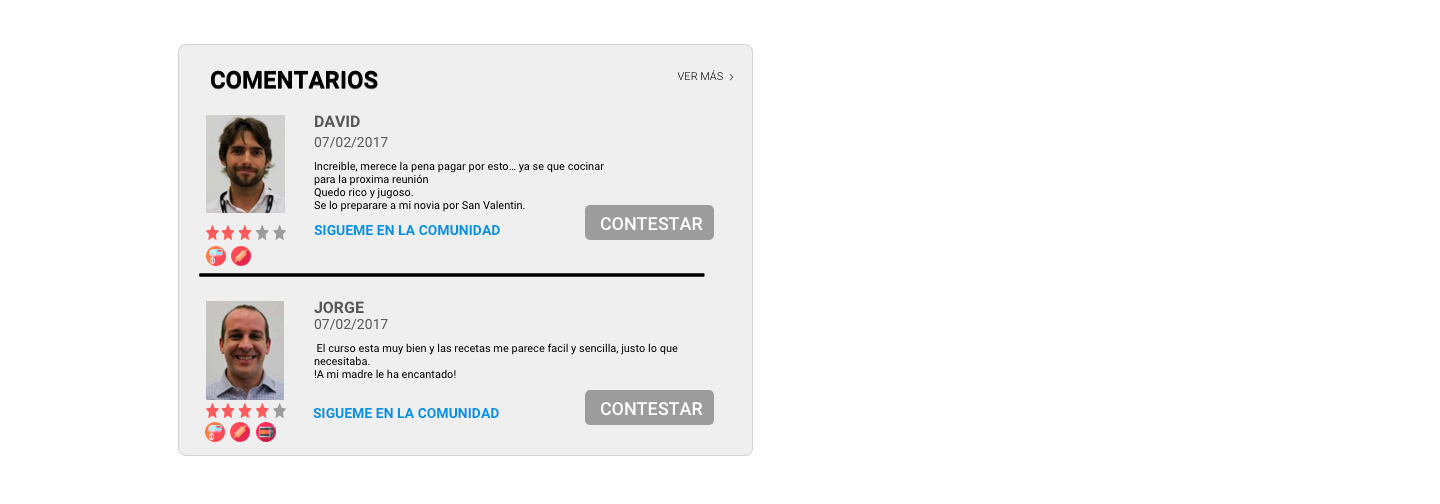 COMENTARIOS
VER MÁS >
DAVID
07/02/2017
Increible, merece la pena pagar por esto... ya se que cocinar
para la proxima reunión
Quedo rico y jugoso.
Se lo preparare a mi novia por San Valentin.
CONTESTAR
SIGUEME EN LA COMUNIDAD
JORGE
07/02/2017
El curso esta muy bien y las recetas me parece facil y sencilla, justo lo que
necesitaba.
!A mi madre le ha encantado!
CONTESTAR
SIGUEME EN LA COMUNIDAD